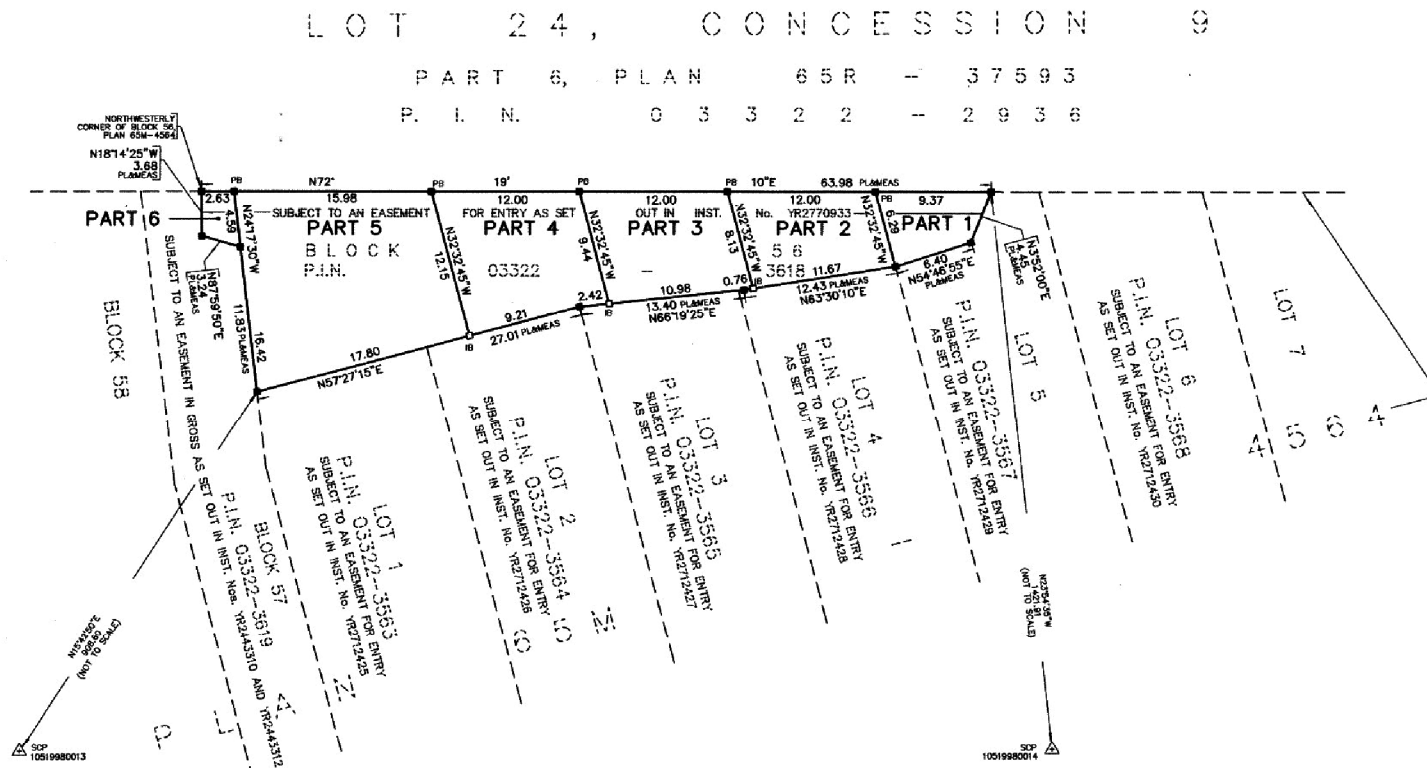 LOT 24, CONCESSION 9
PART 6, PLAN 65R - 37593
P. I. N. 03322 - 2936
NORTHWESTERLY
CORNER OF BLOCK 56,
PLAN 65M-4564
N18°14'25"W
3.68
PL&MEAS
PB
N72°
PB
19'
PB
PB
10"E
63.98 PL&MEAS
PB
2.63
15.98
12.00
12.00
12.00
9.37
PART 6
4.59
N24°17'30"W
SUBJECT TO AN EASEMENT FOR ENTRY AS SET OUT IN INST. No. YR2770933
PART 5
PART 4
PART 3
PART 2
PART 1
BLOCK 56
P.I.N. 03322 - 3618
N32°32'45"W
12.15
N32°32'45"W
9.44
N32°32'45"W
8.13
N32°32'45"W
6.29
N3°52'00"E
4.45
PL&MEAS
N87°59'50"E
3.24
PL&MEAS
11.83 PL&MEAS
16.42
17.80
N57°27'15"E
9.21
27.01 PL&MEAS
IB
2.42
IB
10.98
13.40 PL&MEAS
N66°19'25"E
0.76
IB
11.67
12.43 PL&MEAS
N63°30'10"E
6.40
N54°46'55"E
PL&MEAS
BLOCK 58
SUBJECT TO AN EASEMENT IN GROSS AS SET OUT IN INST. Nos. YR2443310 AND YR2443312
BLOCK 57
P.I.N. 03322-3619
LOT 1
P.I.N. 03322-3563
SUBJECT TO AN EASEMENT FOR ENTRY
AS SET OUT IN INST. No. YR2712425
LOT 2
P.I.N. 03322-3564
SUBJECT TO AN EASEMENT FOR ENTRY
AS SET OUT IN INST. No. YR2712426
LOT 3
P.I.N. 03322-3565
SUBJECT TO AN EASEMENT FOR ENTRY
AS SET OUT IN INST. No. YR2712427
LOT 4
P.I.N. 03322-3566
SUBJECT TO AN EASEMENT FOR ENTRY
AS SET OUT IN INST. No. YR2712428
LOT 5
P.I.N. 03322-3567
SUBJECT TO AN EASEMENT FOR ENTRY
AS SET OUT IN INST. No. YR2712429
LOT 6
P.I.N. 03322-3568
SUBJECT TO AN EASEMENT FOR ENTRY
AS SET OUT IN INST. No. YR2712430
LOT 7
PLAN 65M - 4564
(NOT TO SCALE)
SCP
10519980013
(NOT TO SCALE)
SCP
10519980014